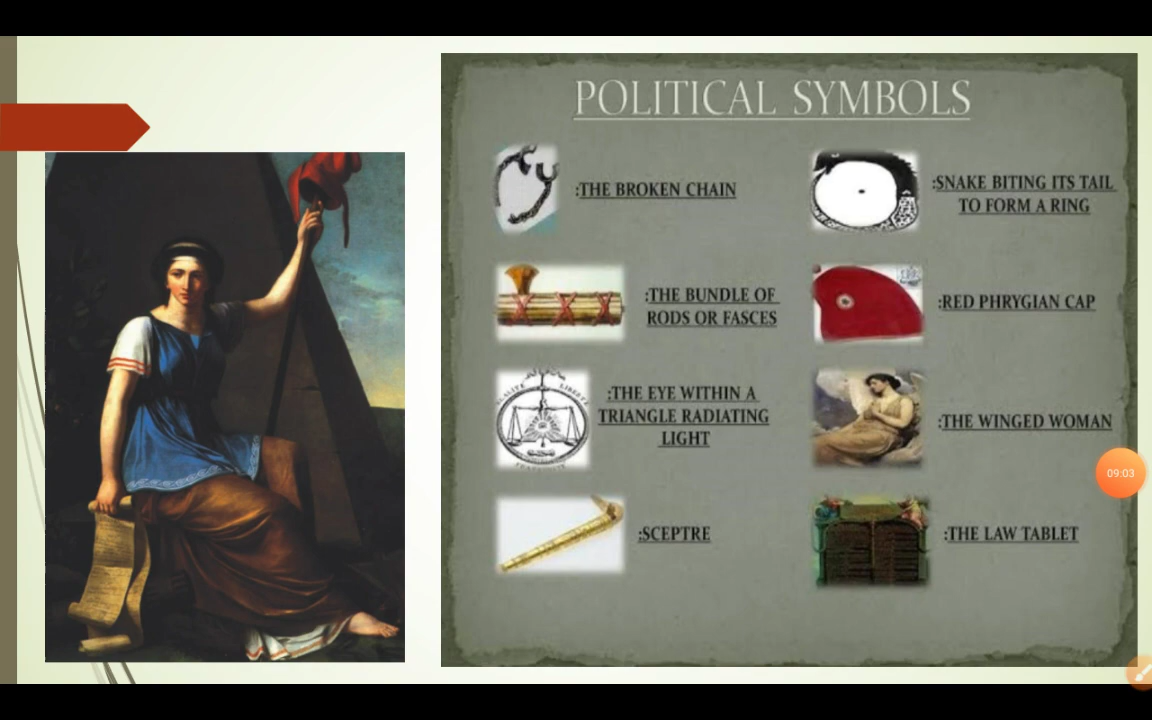 POLITICAL SYMBOLS
:THE BROKEN CHAIN
:SNAKE BITING ITS TAIL
TO FORM A RING
:THE BUNDLE OF
RODS OR FASCES
:RED PHRYGIAN CAP
:THE EYE WITHIN A
TRIANGLE RADIATING
LIGHT
:THE WINGED WOMAN
:SCEPTRE
:THE LAW TABLET
09:03